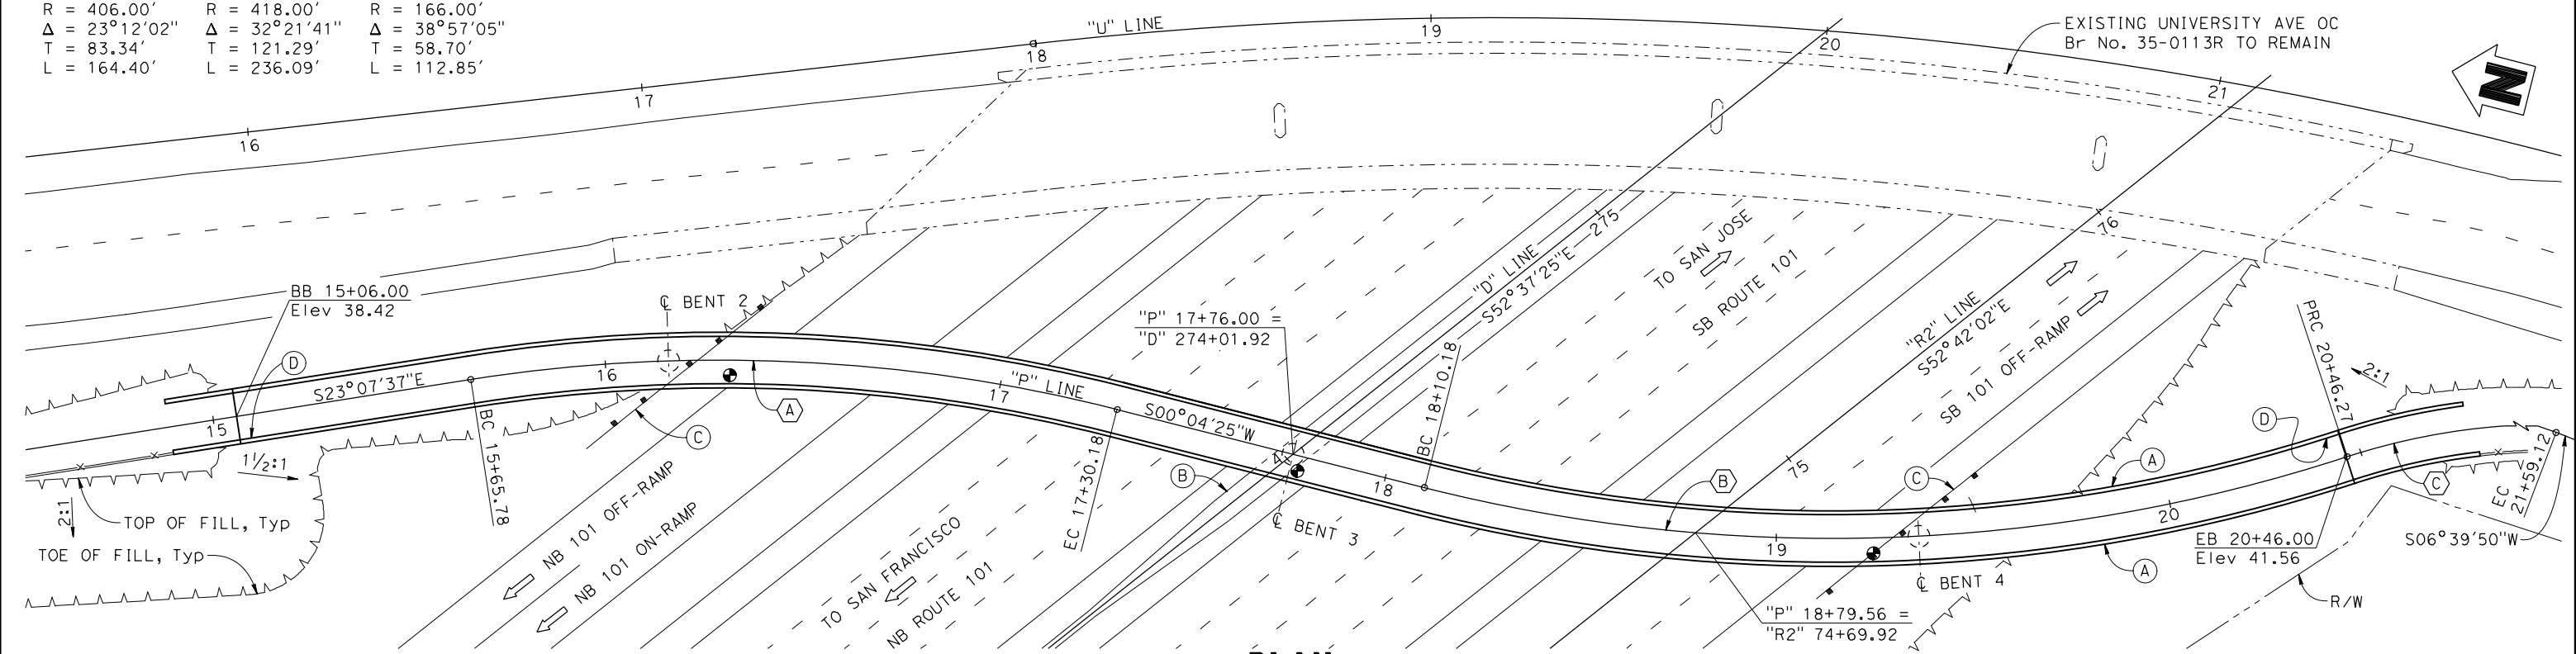 R = 406.00'
Δ = 23°12'02"
T = 83.34'
L = 164.40'
R = 418.00'
Δ = 32°21'41"
T = 121.29'
L = 236.09'
R = 166.00'
Δ = 38°57'05"
T = 58.70'
L = 112.85'
"U" LINE
16
17
18
19
20
21
EXISTING UNIVERSITY AVE OC
Br No. 35-0113R TO REMAIN
N
BB 15+06.00
Elev 38.42
℄ BENT 2
"P" 17+76.00 =
"D" 274+01.92
"D" LINE
S52°37'25"E
275
TO SAN JOSE
SB ROUTE 101
"R2" LINE
S52°42'02"E
76
SB 101 OFF-RAMP
PRC 20+46.27
2:1
D
S23°07'37"E
15
16
A
"P" LINE
17
S00°04'25"W
BC 18+10.18
BC 15+65.78
EC 17+30.18
C
B
4
18
℄ BENT 3
B
75
C
A
D
C
EC 21+59.12
S06°39'50"W
1½:1
2:1
TOP OF FILL, Typ
TOE OF FILL, Typ
NB 101 OFF-RAMP
NB 101 ON-RAMP
TO SAN FRANCISCO
NB ROUTE 101
19
20
EB 20+46.00
Elev 41.56
℄ BENT 4
A
"P" 18+79.56 =
"R2" 74+69.92
R/W